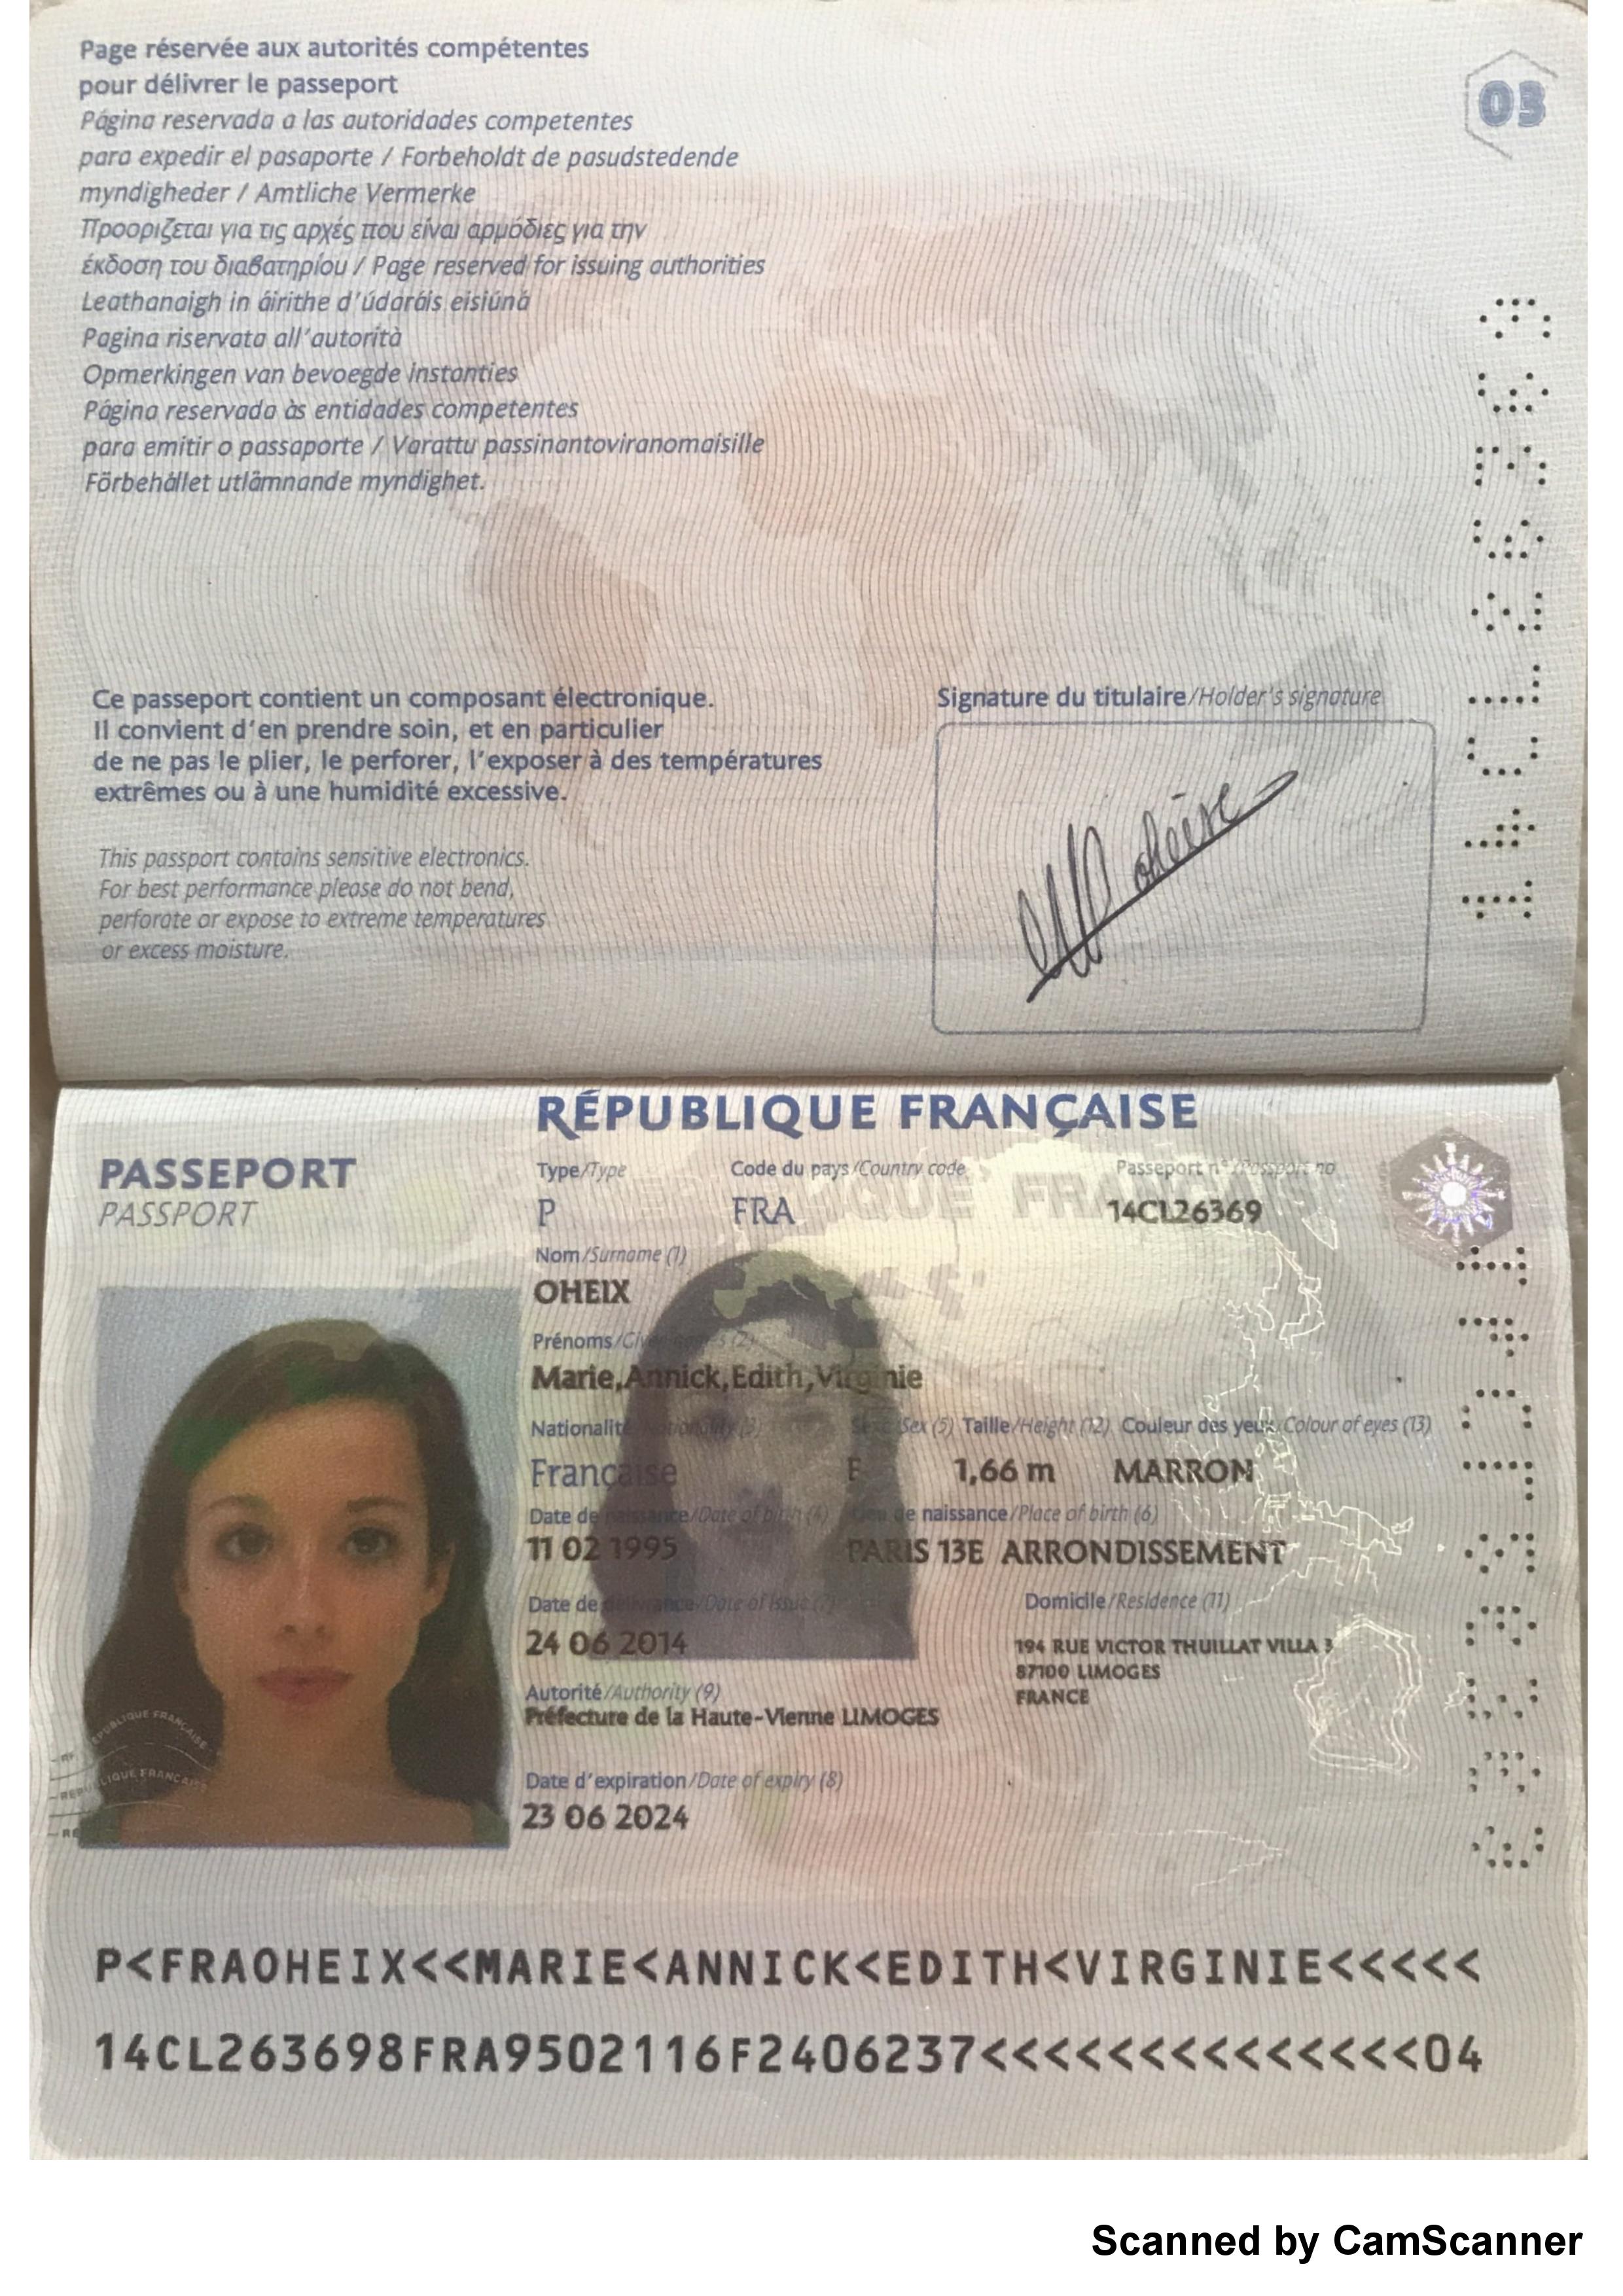 Page réservée aux autorités compétentes
pour délivrer le passeport
Página reservada a las autoridades competentes
para expedir el pasaporte / Forbeholdt de pasudstedende
myndigheder / Amtliche Vermerke
Προορίζεται για τις αρχές που είναι αρμόδιες για την
έκδοση του διαβατηρίου / Page reserved for issuing authorities
Leathanaigh in áirithe d'údaráis eisiúná
Pagina riservata all'autorità
Opmerkingen van bevoegde instanties
Página reservada às entidades competentes
para emitir o passaporte / Varattu passinantoviranomaisille
Förbehållet utlämnande myndighet.
03
14CL26369
Ce passeport contient un composant électronique.
Il convient d'en prendre soin, et en particulier
de ne pas le plier, le perforer, l'exposer à des températures
extrêmes ou à une humidité excessive.
This passport contains sensitive electronics.
For best performance please do not bend,
perforate or expose to extreme temperatures
or excess moisture.
Signature du titulaire/Holder's signature
RÉPUBLIQUE FRANÇAISE
PASSEPORT
PASSPORT
Type/Type Code du pays/Country code Passeport n°/Passport no
P FRA 14CL26369
Nom/Surname (1)
OHEIX
Prénoms/Given names (2)
Marie,Annick,Edith,Virginie
Nationalité/Nationality (3) Sexe/Sex (5) Taille/Height (12) Couleur des yeux/Colour of eyes (13)
Française F 1,66 m MARRON
Date de naissance/Date of birth (4) Lieu de naissance/Place of birth (6)
11 02 1995 PARIS 13E ARRONDISSEMENT
Date de délivrance/Date of issue (7) Domicile/Residence (11)
24 06 2014
194 RUE VICTOR THUILLAT VILLA 3
87100 LIMOGES
FRANCE
Autorité/Authority (9)
Préfecture de la Haute-Vienne LIMOGES
Date d'expiration/Date of expiry (8)
23 06 2024
P<FRAOHEIX<<MARIE<ANNICK<EDITH<VIRGINIE<<<<<
14CL263698FRA9502116F2406237<<<<<<<<<<<<<<04
Scanned by CamScanner